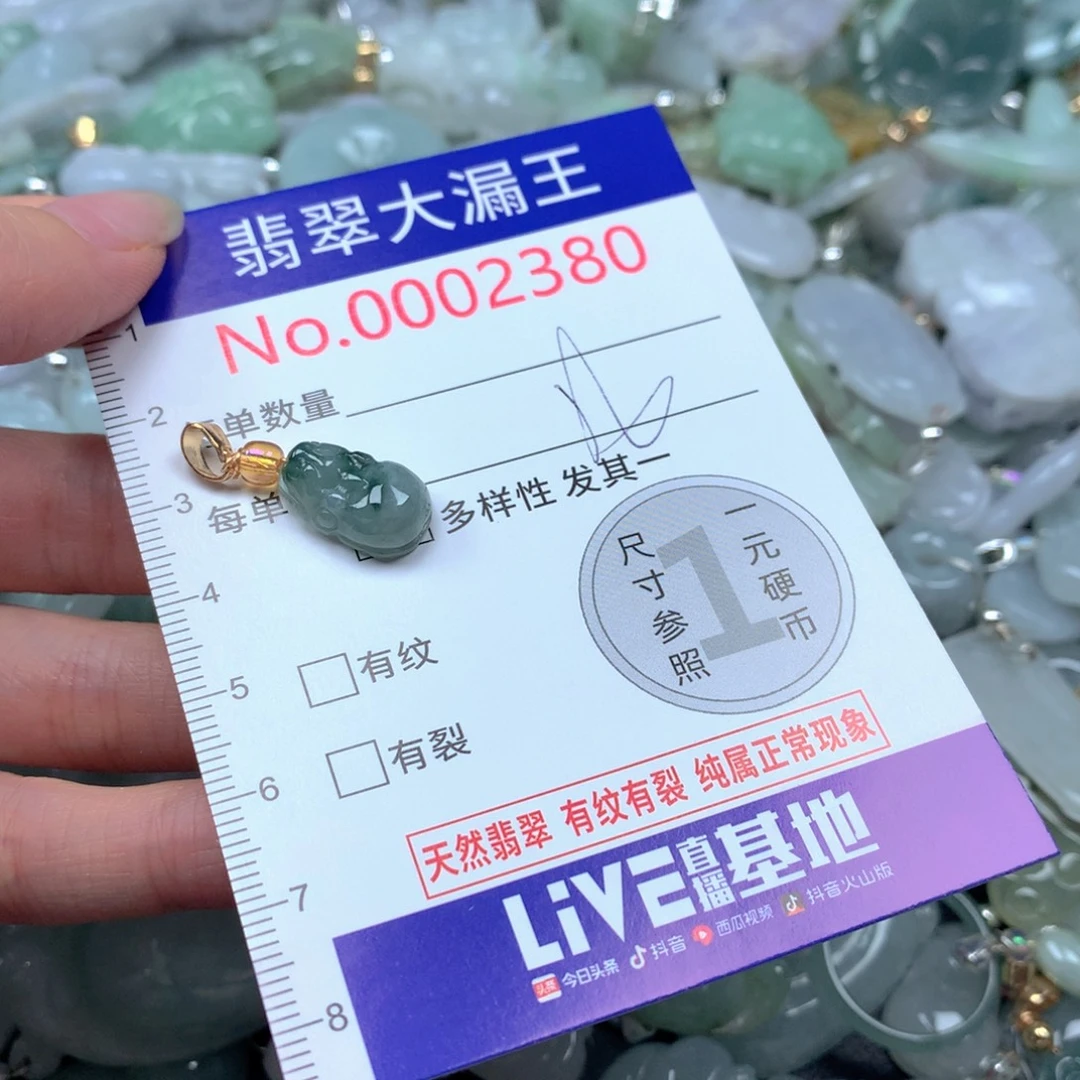 翡翠大漏王
No.0002380
单数量
每单
多样性 发其一
尺寸参照
1
一元硬币
有纹
有裂
天然翡翠 有纹有裂 纯属正常现象
LiVE直播基地
头条 今日头条 抖音 西瓜视频 抖音火山版
1
2
3
4
5
6
7
8